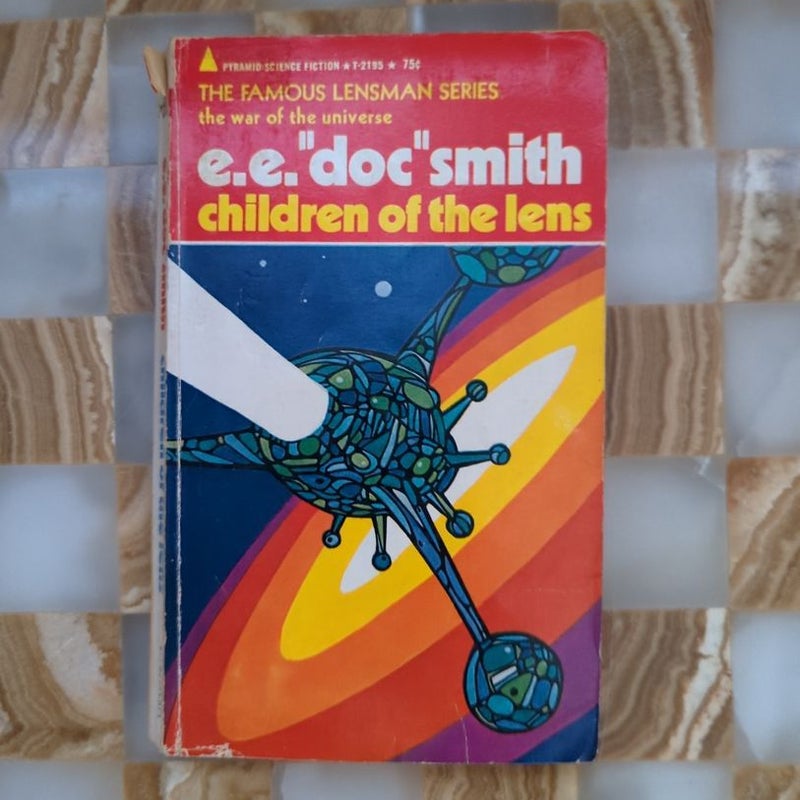 PYRAMID SCIENCE FICTION ★ T-2195 ★ 75¢
THE FAMOUS LENSMAN SERIES
the war of the universe
e.e."doc"smith
children of the lens